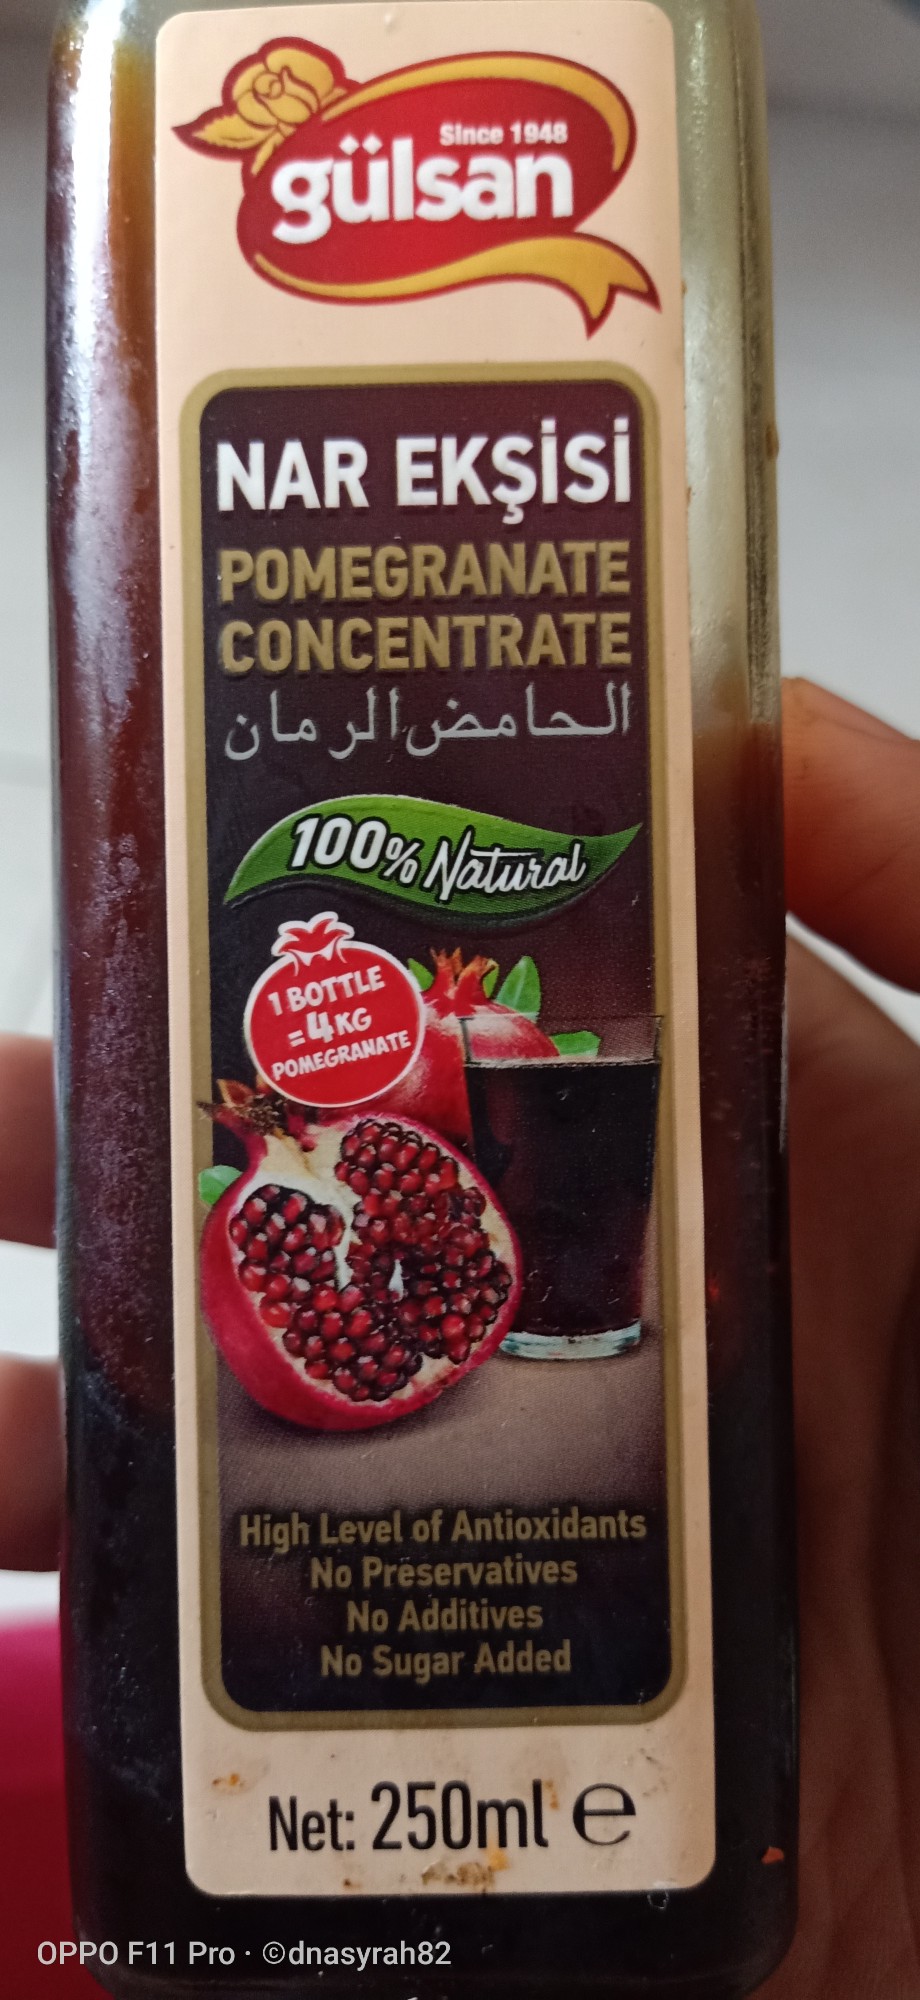 Since 1948
gülsan
NAR EKŞİSİ
POMEGRANATE
CONCENTRATE
الحامض الرمان
100% Natural
1 BOTTLE
=4KG
POMEGRANATE
High Level of Antioxidants
No Preservatives
No Additives
No Sugar Added
Net: 250ml ℮
OPPO F11 Pro · ©dnasyrah82